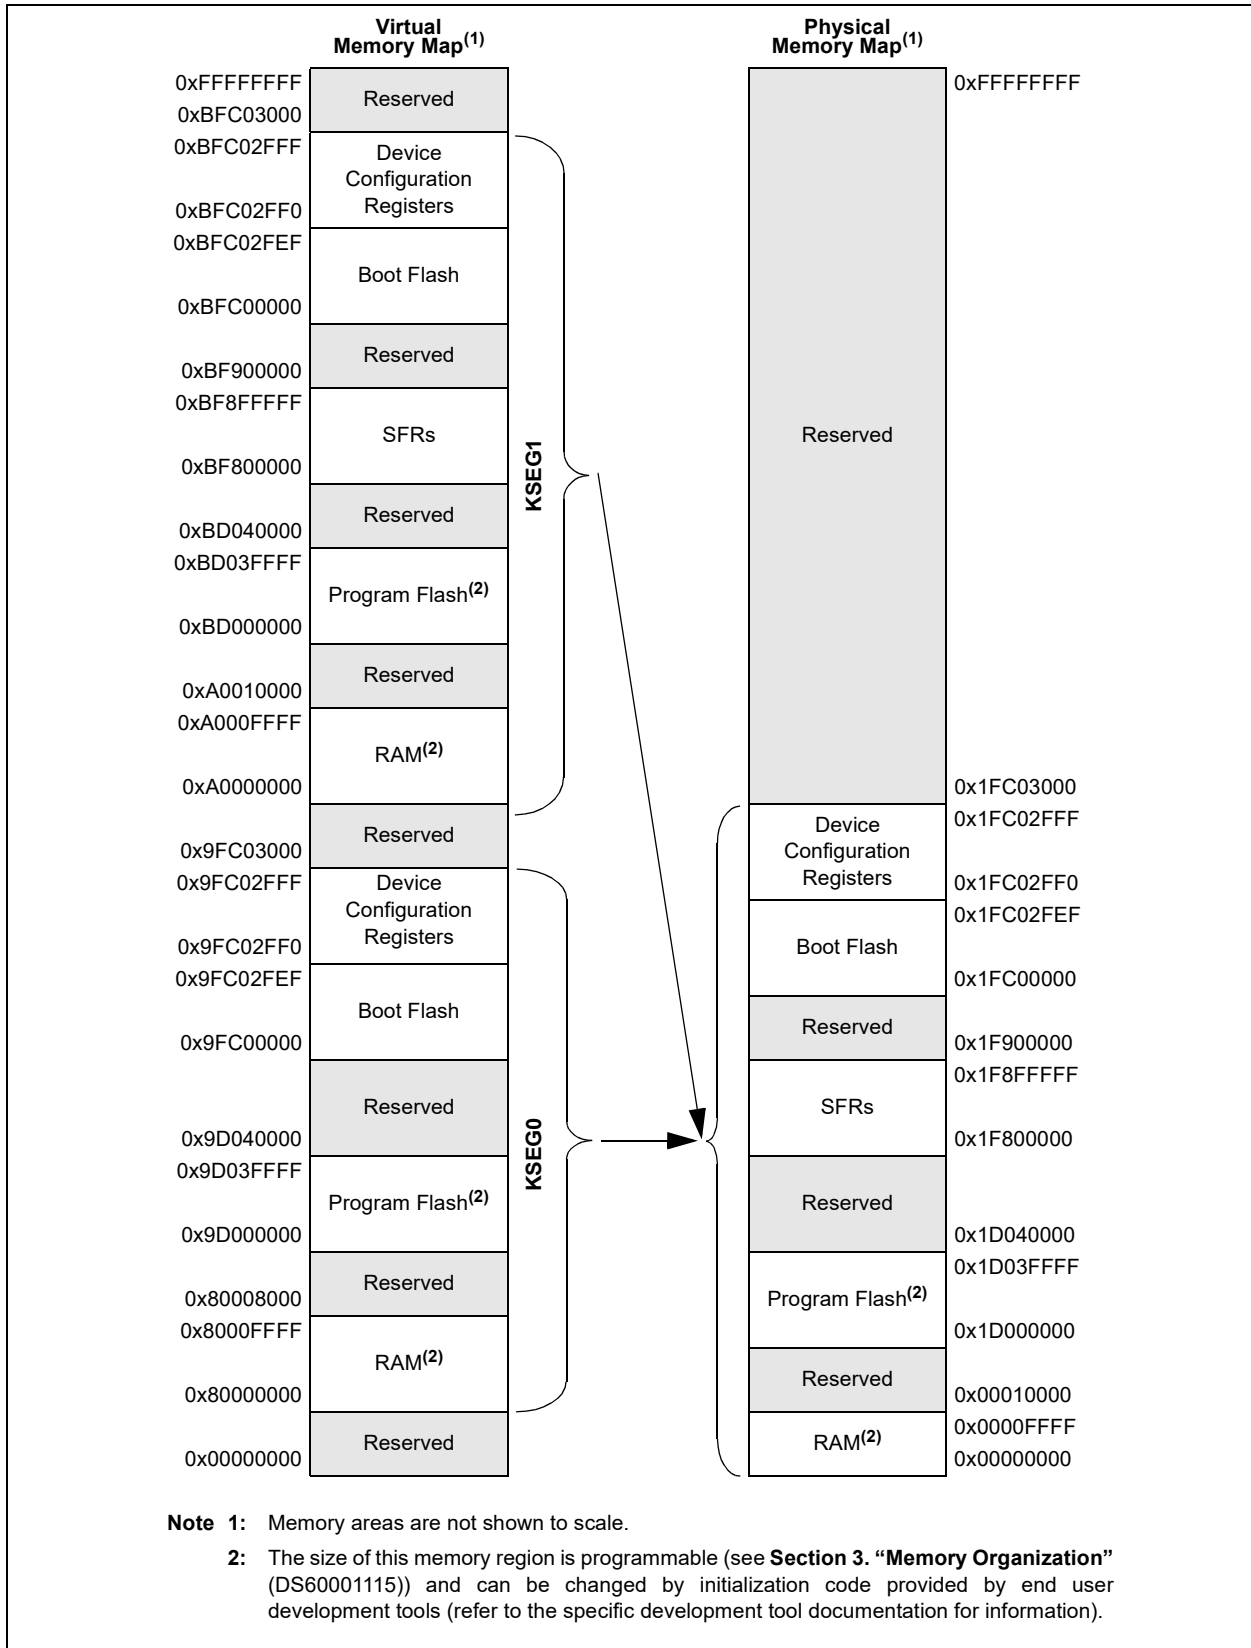 Virtual
Memory Map(1)
0xFFFFFFFF
Reserved
0xBFC03000
0xBFC02FFF
Device
Configuration
Registers
0xBFC02FF0
0xBFC02FEF
Boot Flash
0xBFC00000
Reserved
0xBF900000
0xBF8FFFFF
SFRs
0xBF800000
Reserved
0xBD040000
0xBD03FFFF
Program Flash(2)
0xBD000000
Reserved
0xA0010000
0xA000FFFF
RAM(2)
0xA0000000
Reserved
0x9FC03000
0x9FC02FFF
Device
Configuration
Registers
0x9FC02FF0
0x9FC02FEF
Boot Flash
0x9FC00000
Reserved
0x9D040000
0x9D03FFFF
Program Flash(2)
0x9D000000
Reserved
0x80008000
0x8000FFFF
RAM(2)
0x80000000
Reserved
0x00000000
KSEG1
KSEG0
Physical
Memory Map(1)
0xFFFFFFFF
Reserved
0x1FC03000
0x1FC02FFF
Device
Configuration
Registers
0x1FC02FF0
0x1FC02FEF
Boot Flash
0x1FC00000
Reserved
0x1F900000
0x1F8FFFFF
SFRs
0x1F800000
Reserved
0x1D040000
0x1D03FFFF
Program Flash(2)
0x1D000000
Reserved
0x00010000
0x0000FFFF
RAM(2)
0x00000000
Note 1: Memory areas are not shown to scale.
2: The size of this memory region is programmable (see Section 3. “Memory Organization”
(DS60001115)) and can be changed by initialization code provided by end user
development tools (refer to the specific development tool documentation for information).